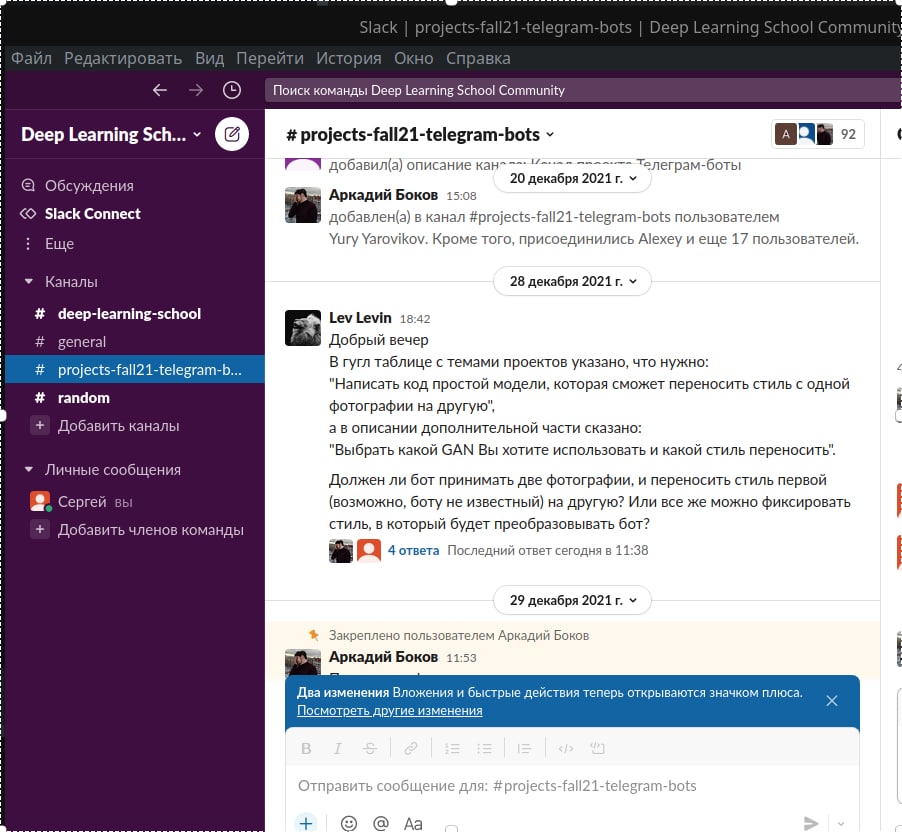 Slack | projects-fall21-telegram-bots | Deep Learning School Community
Файл Редактировать Вид Перейти История Окно Справка
Поиск команды Deep Learning School Community
Deep Learning Sch...
Обсуждения
Slack Connect
Еще
Каналы
# deep-learning-school
# general
# projects-fall21-telegram-b...
# random
+ Добавить каналы
Личные сообщения
Сергей вы
+ Добавить членов команды
# projects-fall21-telegram-bots
A 92
добавил(а) описание канала: Канал проекта Телеграм-боты
20 декабря 2021 г.
Аркадий Боков 15:08
добавлен(а) в канал #projects-fall21-telegram-bots пользователем
Yury Yarovikov. Кроме того, присоединились Alexey и еще 17 пользователей.
28 декабря 2021 г.
Lev Levin 18:42
Добрый вечер
В гугл таблице с темами проектов указано, что нужно:
"Написать код простой модели, которая сможет переносить стиль с одной
фотографии на другую",
а в описании дополнительной части сказано:
"Выбрать какой GAN Вы хотите использовать и какой стиль переносить".
Должен ли бот принимать две фотографии, и переносить стиль первой
(возможно, боту не известный) на другую? Или все же можно фиксировать
стиль, в который будет преобразовывать бот?
4 ответа Последний ответ сегодня в 11:38
29 декабря 2021 г.
Закреплено пользователем Аркадий Боков
Аркадий Боков 11:53
Два изменения Вложения и быстрые действия теперь открываются значком плюса.
Посмотреть другие изменения
B I S
Отправить сообщение для: #projects-fall21-telegram-bots
+ @ Aa